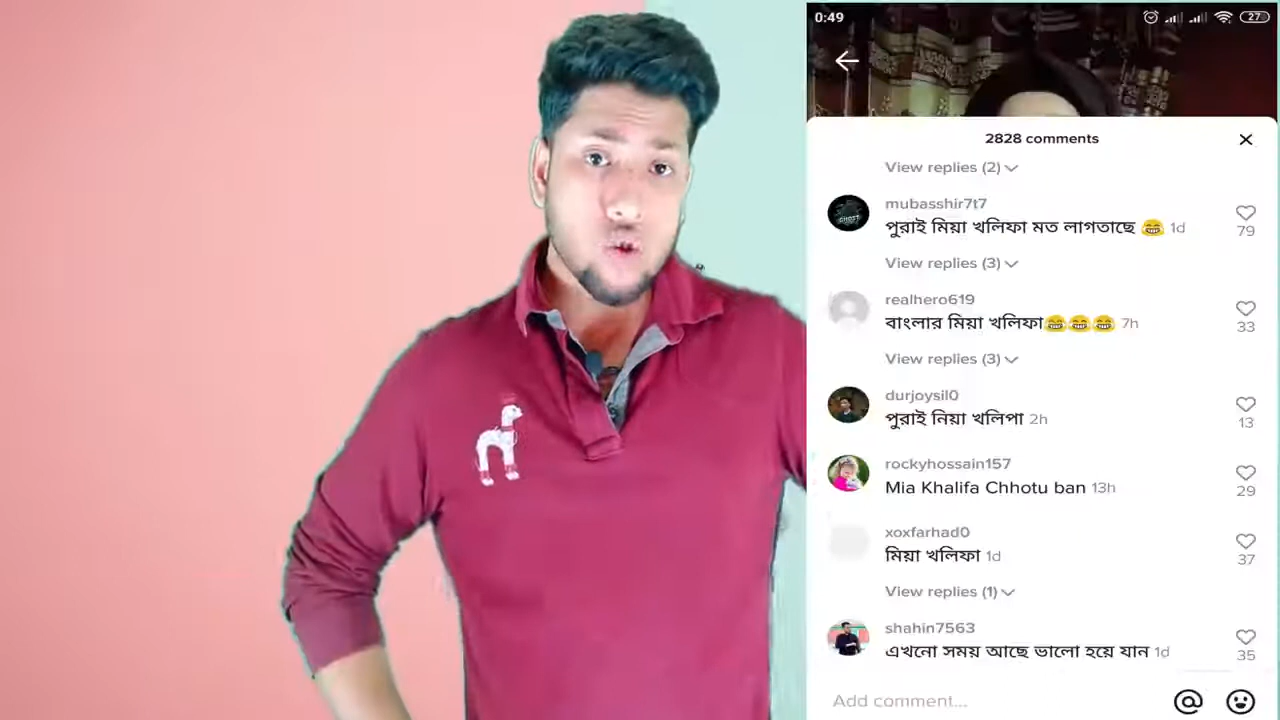 0:49
27
2828 comments
View replies (2)
mubasshir7t7
পুরাই মিয়া খলিফা মত লাগতাছে 😂 1d
79
View replies (3)
realhero619
বাংলার মিয়া খলিফা😂😂😂 7h
33
View replies (3)
durjoysil0
পুরাই নিয়া খলিপা 2h
13
rockyhossain157
Mia Khalifa Chhotu ban 13h
29
xoxfarhad0
মিয়া খলিফা 1d
37
View replies (1)
shahin7563
এখনো সময় আছে ভালো হয়ে যান 1d
35
Add comment...